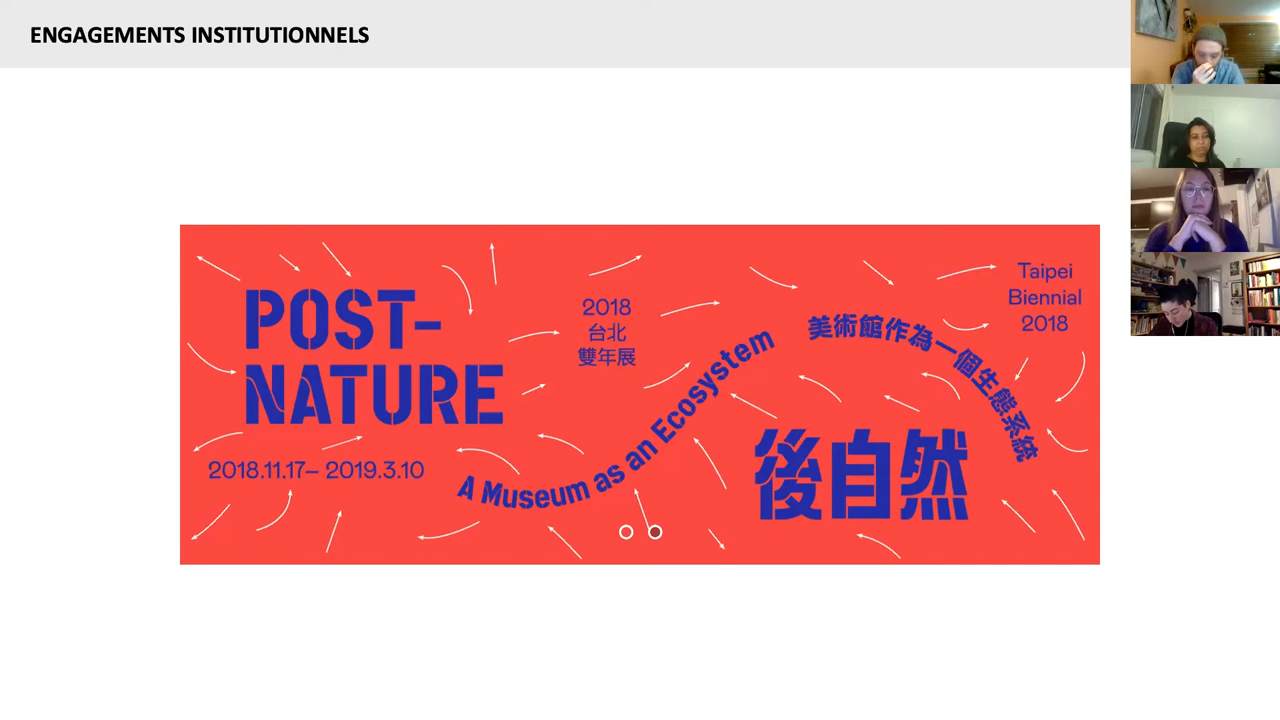 ENGAGEMENTS INSTITUTIONNELS
POST-
NATURE
2018.11.17– 2019.3.10
2018
台北
雙年展
A Museum as an Ecosystem
美術館作為一個生態系統
後自然
Taipei
Biennial
2018